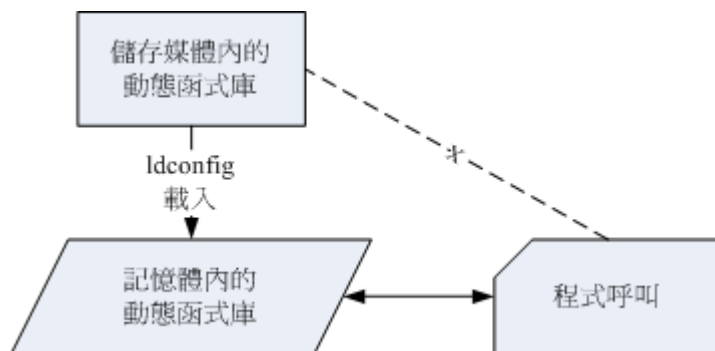 儲存媒體內的
動態函式庫
ldconfig
載入
記憶體內的
動態函式庫
程式呼叫